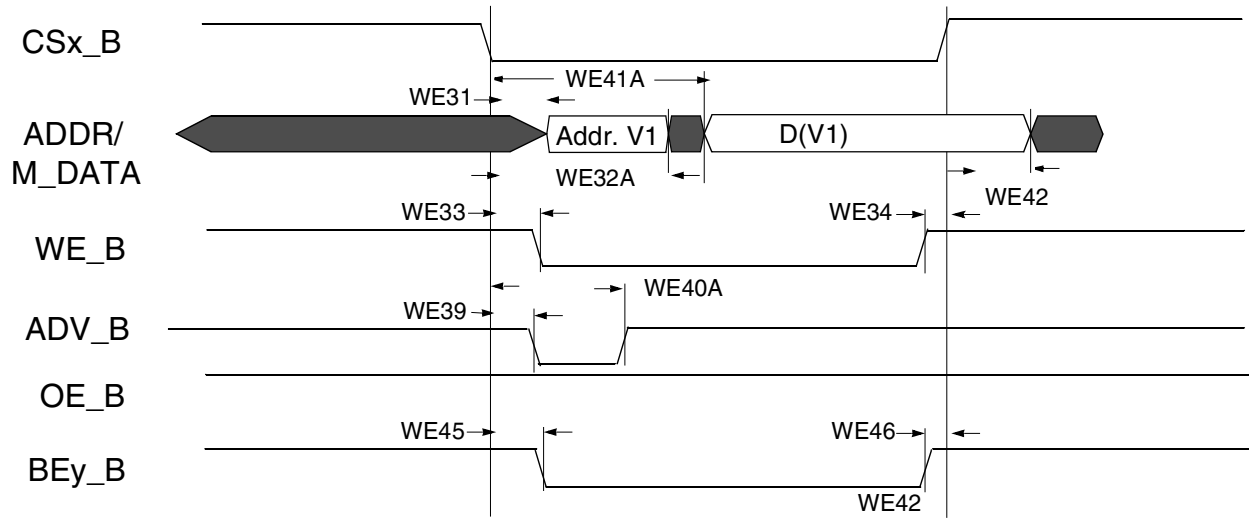 CSx_B
WE41A
WE31
ADDR/
M_DATA
Addr. V1
D(V1)
WE32A
WE42
WE33
WE34
WE_B
WE40A
WE39
ADV_B
OE_B
WE45
WE46
BEy_B
WE42